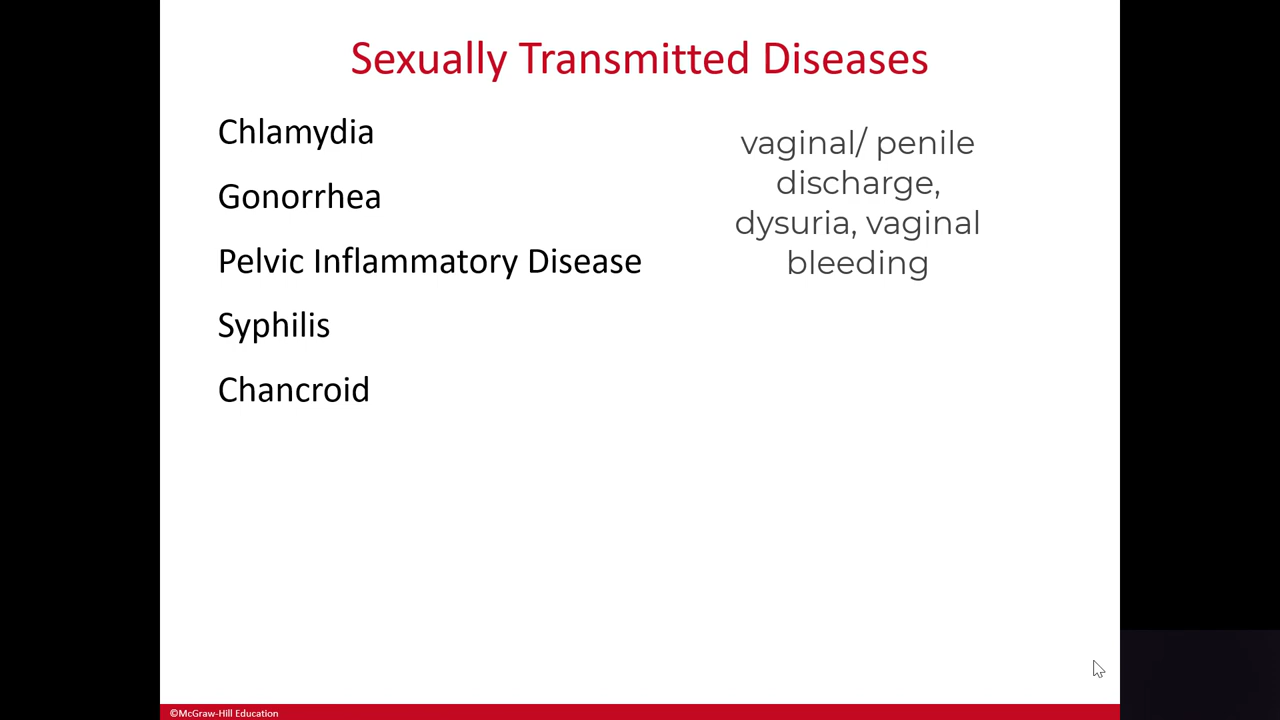 Sexually Transmitted Diseases
Chlamydia
Gonorrhea
Pelvic Inflammatory Disease
Syphilis
Chancroid
vaginal/ penile
discharge,
dysuria, vaginal
bleeding
©McGraw-Hill Education